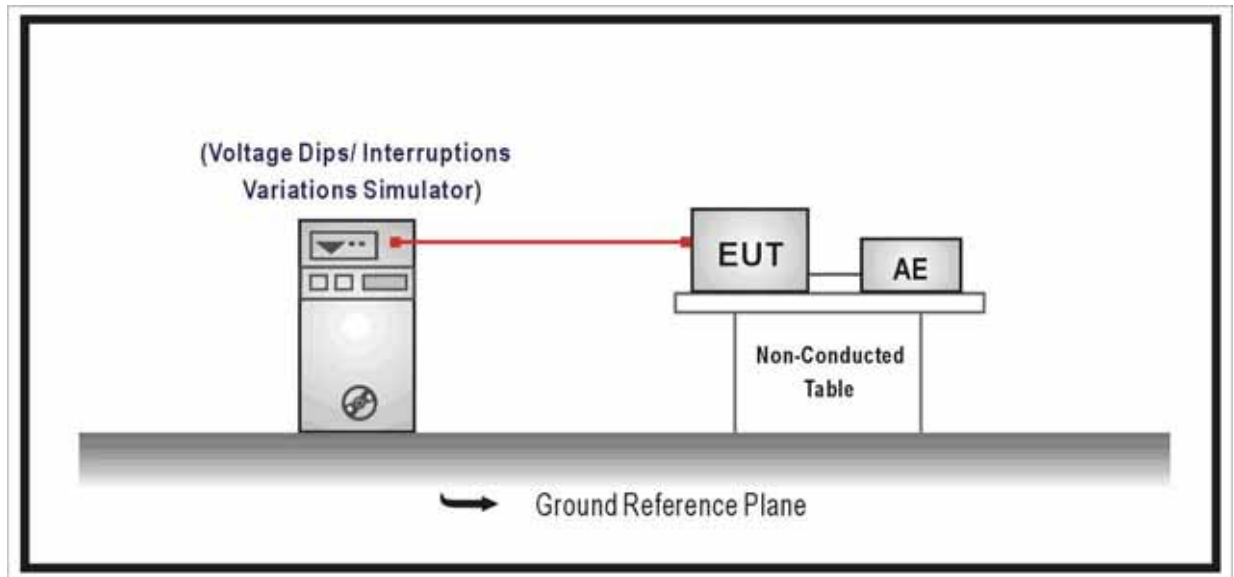 (Voltage Dips/ Interruptions
Variations Simulator)
EUT
AE
Non-Conducted
Table
Ground Reference Plane